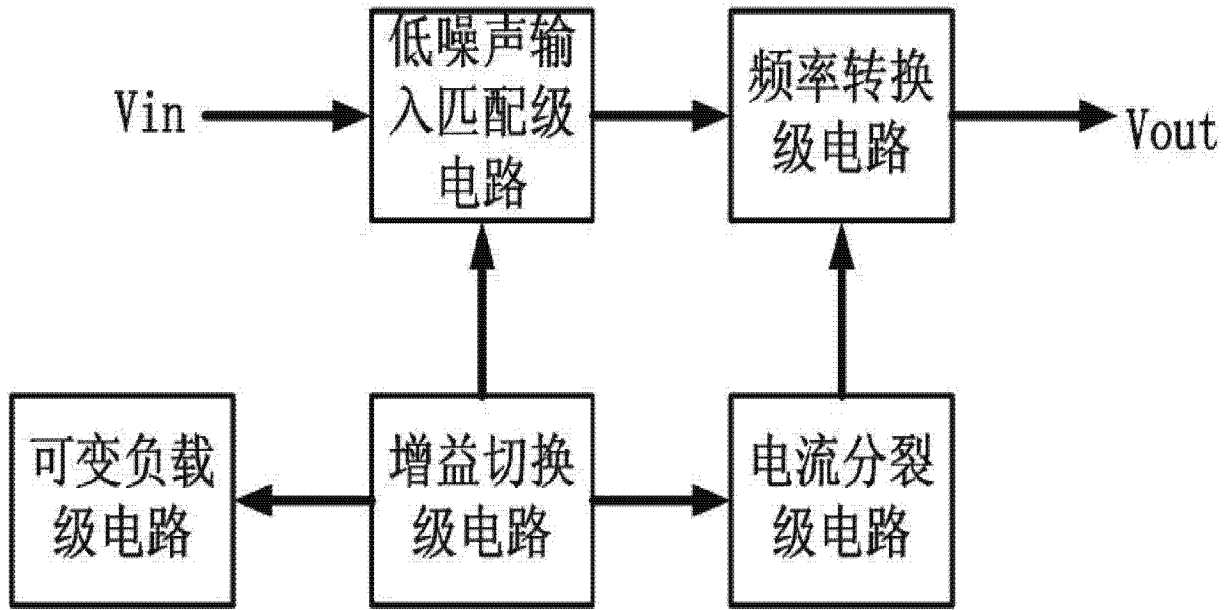 Vin
低噪声输
入匹配级
电路
频率转换
级电路
Vout
可变负载
级电路
增益切换
级电路
电流分裂
级电路